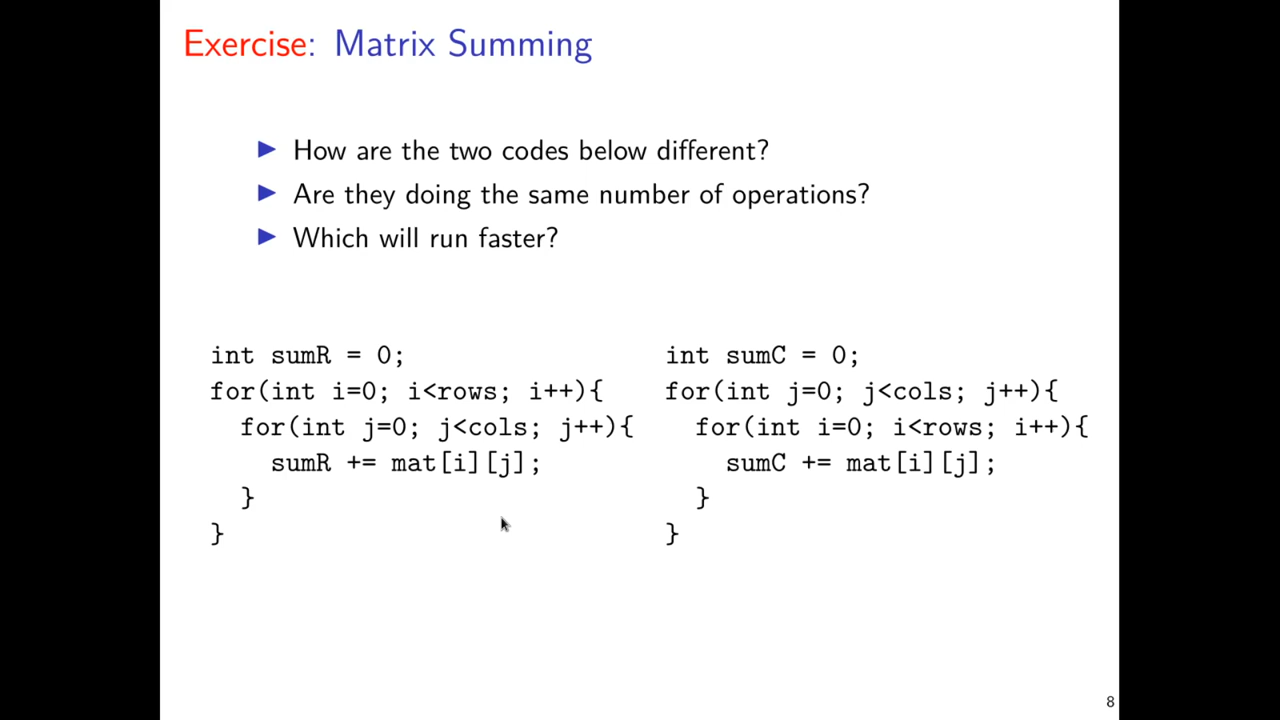 Exercise: Matrix Summing
▶ How are the two codes below different?
▶ Are they doing the same number of operations?
▶ Which will run faster?
int sumR = 0;
for(int i=0; i<rows; i++){
for(int j=0; j<cols; j++){
sumR += mat[i][j];
}
}
int sumC = 0;
for(int j=0; j<cols; j++){
for(int i=0; i<rows; i++){
sumC += mat[i][j];
}
}
8